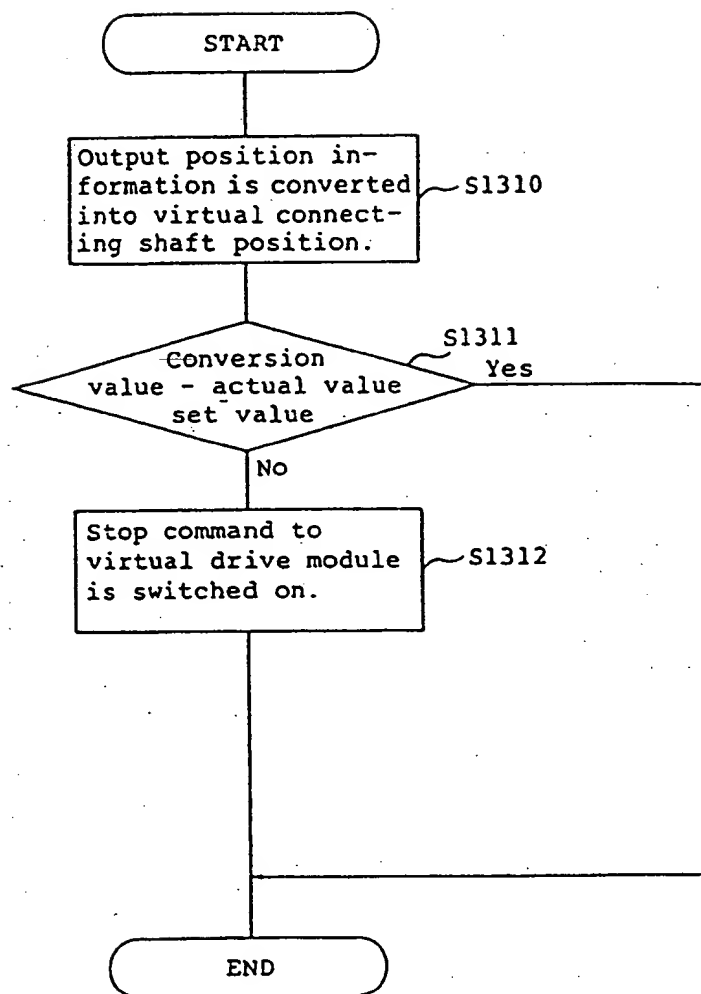 START
Output position in-
formation is converted
into virtual connect-
ing shaft position.
S1310
S1311
Conversion
value - actual value
set value
Yes
No
Stop command to
virtual drive module
is switched on.
S1312
END